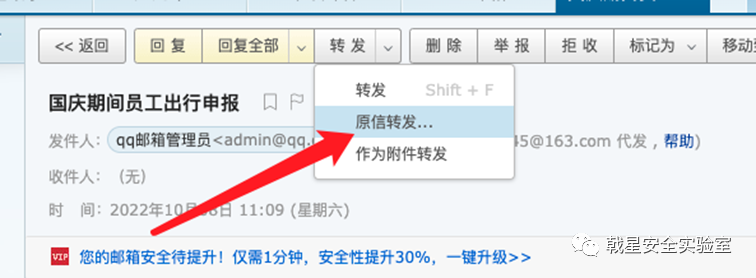 << 返回 回 复 回复全部 转 发 删 除 举 报 拒 收 标记为
转发 Shift + F
国庆期间员工出行申报
原信转发...
发件人： qq邮箱管理员<admin@qq. 45@163.com 代发 , 帮助)
作为附件转发
收件人： (无)
时 间： 2022年10月 8日 11:09 (星期六)
VIP 您的邮箱安全待提升！仅需1分钟，安全性提升30%，一键升级>>
戟星安全实验室